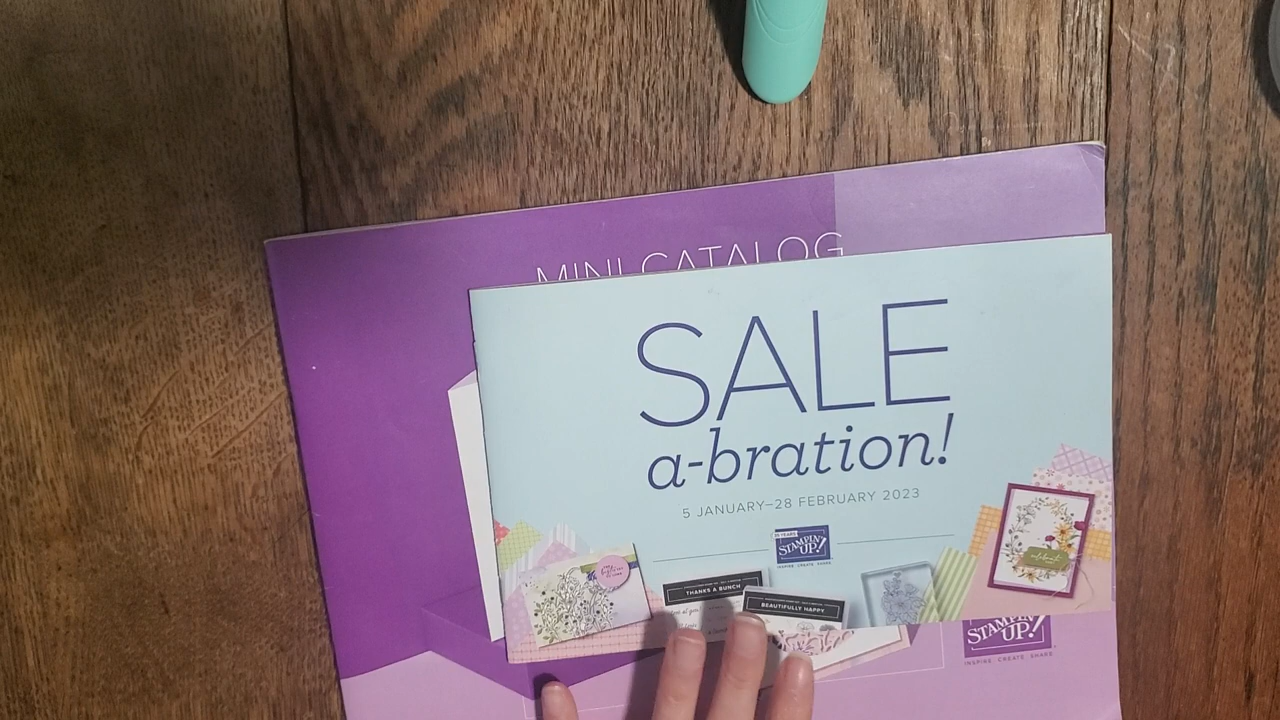 MINI CATALOG
SALE
a-bration!
5 JANUARY–28 FEBRUARY 2023
STAMPIN'
UP!
INSPIRE. CREATE. SHARE.
THANKS A BUNCH
BEAUTIFULLY HAPPY
celebrate
STAMPIN'
UP!
INSPIRE. CREATE. SHARE.